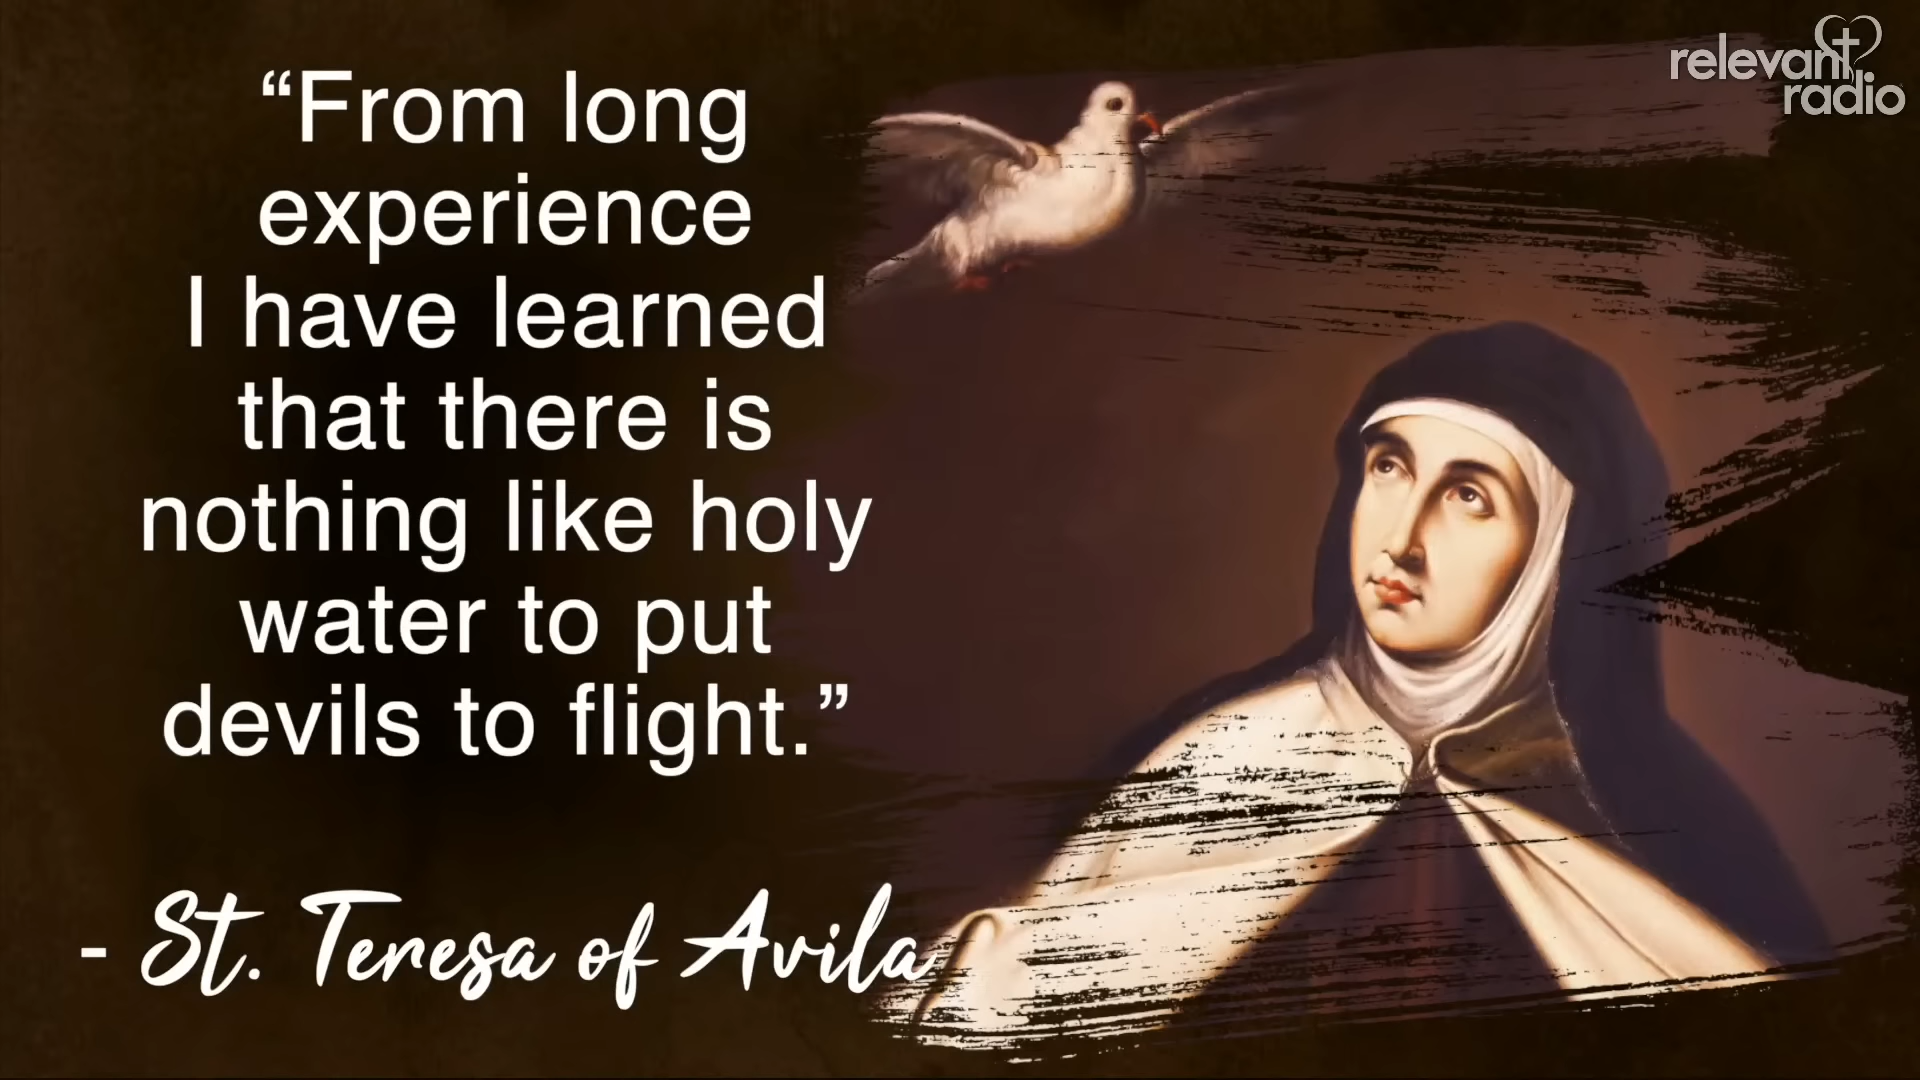 “From long
experience
I have learned
that there is
nothing like holy
water to put
devils to flight.”
- St. Teresa of Avila
relevant
radio